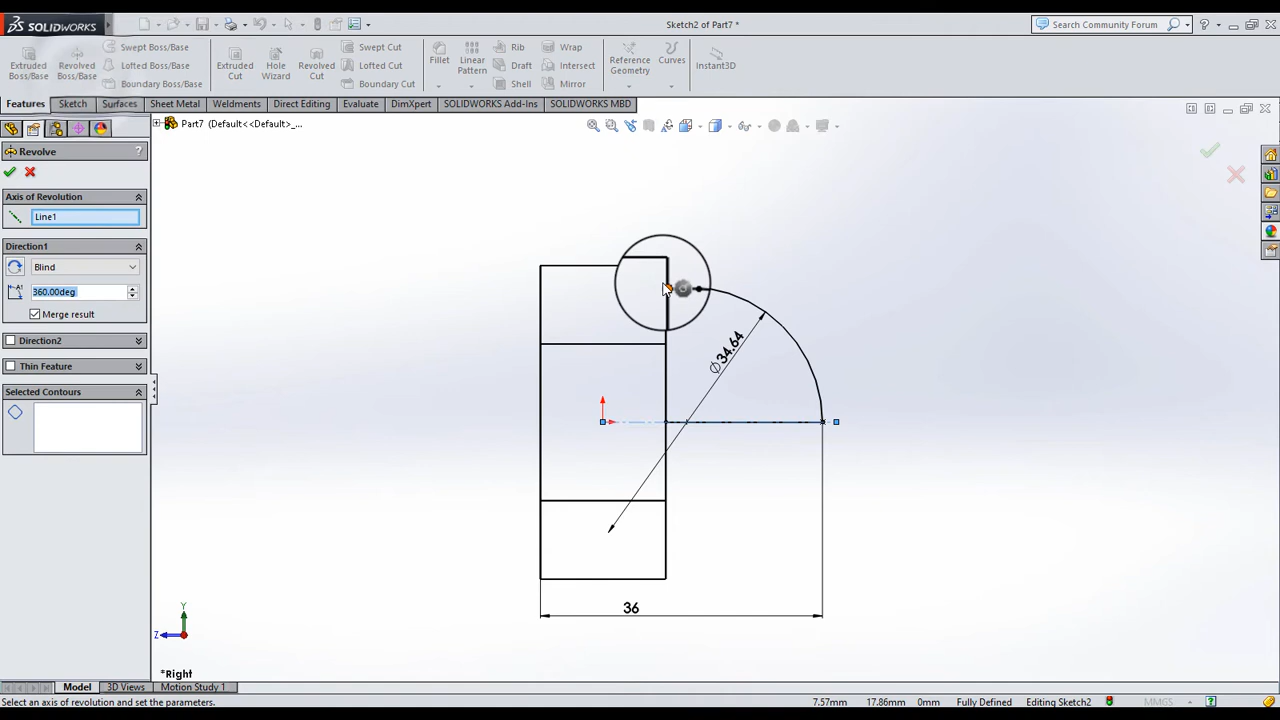 SOLIDWORKS
Sketch2 of Part7 *
Search Community Forum
Extruded Boss/Base
Revolved Boss/Base
Swept Boss/Base
Lofted Boss/Base
Boundary Boss/Base
Extruded Cut
Hole Wizard
Revolved Cut
Swept Cut
Lofted Cut
Boundary Cut
Fillet
Linear Pattern
Rib
Draft
Shell
Wrap
Intersect
Mirror
Reference Geometry
Curves
Instant3D
Features Sketch Surfaces Sheet Metal Weldments Direct Editing Evaluate DimXpert SOLIDWORKS Add-Ins SOLIDWORKS MBD
Part7 (Default<<Default>_...
Revolve ?
Axis of Revolution
Line1
Direction1
Blind
360.00deg
Merge result
Direction2
Thin Feature
Selected Contours
Ø34.64
36
Y
Z
*Right
Model 3D Views Motion Study 1
Select an axis of revolution and set the parameters. 7.57mm 17.86mm 0mm Fully Defined Editing Sketch2 MMGS ?